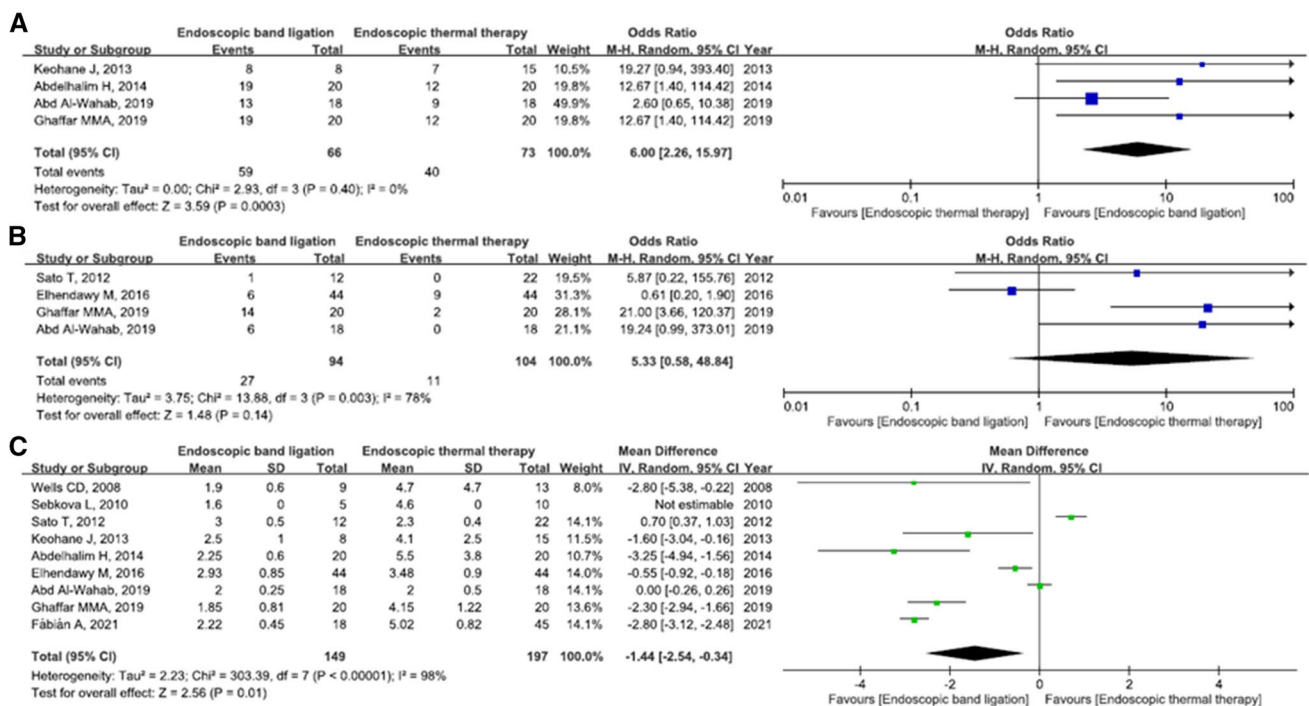 A
Endoscopic band ligation Endoscopic thermal therapy Odds Ratio Odds Ratio
Study or Subgroup Events Total Events Total Weight M-H. Random. 95% CI Year M-H. Random. 95% CI
Keohane J, 2013 8 8 7 15 10.5% 19.27 [0.94, 393.40] 2013
Abdelhalim H, 2014 19 20 12 20 19.8% 12.67 [1.40, 114.42] 2014
Abd Al-Wahab, 2019 13 18 9 18 49.9% 2.60 [0.65, 10.38] 2019
Ghaffar MMA, 2019 19 20 12 20 19.8% 12.67 [1.40, 114.42] 2019
Total (95% CI) 66 73 100.0% 6.00 [2.26, 15.97]
Total events 59 40
Heterogeneity: Tau² = 0.00; Chi² = 2.93, df = 3 (P = 0.40); I² = 0%
Test for overall effect: Z = 3.59 (P = 0.0003)
0.01 0.1 1 10 100
Favours [Endoscopic thermal therapy] Favours [Endoscopic band ligation]
B
Endoscopic band ligation Endoscopic thermal therapy Odds Ratio Odds Ratio
Study or Subgroup Events Total Events Total Weight M-H. Random. 95% CI Year M-H. Random. 95% CI
Sato T, 2012 1 12 0 22 19.5% 5.87 [0.22, 155.76] 2012
Elhendawy M, 2016 6 44 9 44 31.3% 0.61 [0.20, 1.90] 2016
Ghaffar MMA, 2019 14 20 2 20 28.1% 21.00 [3.66, 120.37] 2019
Abd Al-Wahab, 2019 6 18 0 18 21.1% 19.24 [0.99, 373.01] 2019
Total (95% CI) 94 104 100.0% 5.33 [0.58, 48.84]
Total events 27 11
Heterogeneity: Tau² = 3.75; Chi² = 13.88, df = 3 (P = 0.003); I² = 78%
Test for overall effect: Z = 1.48 (P = 0.14)
0.01 0.1 1 10 100
Favours [Endoscopic band ligation] Favours [Endoscopic thermal therapy]
C
Endoscopic band ligation Endoscopic thermal therapy Mean Difference Mean Difference
Study or Subgroup Mean SD Total Mean SD Total Weight IV. Random. 95% CI Year IV. Random. 95% CI
Wells CD, 2008 1.9 0.6 9 4.7 4.7 13 8.0% -2.80 [-5.38, -0.22] 2008
Sebkova L, 2010 1.6 0 5 4.6 0 10 Not estimable 2010
Sato T, 2012 3 0.5 12 2.3 0.4 22 14.1% 0.70 [0.37, 1.03] 2012
Keohane J, 2013 2.5 1 8 4.1 2.5 15 11.5% -1.60 [-3.04, -0.16] 2013
Abdelhalim H, 2014 2.25 0.6 20 5.5 3.8 20 10.7% -3.25 [-4.94, -1.56] 2014
Elhendawy M, 2016 2.93 0.85 44 3.48 0.9 44 14.0% -0.55 [-0.92, -0.18] 2016
Abd Al-Wahab, 2019 2 0.25 18 2 0.5 18 14.1% 0.00 [-0.26, 0.26] 2019
Ghaffar MMA, 2019 1.85 0.81 20 4.15 1.22 20 13.6% -2.30 [-2.94, -1.66] 2019
Fábián A, 2021 2.22 0.45 18 5.02 0.82 45 14.1% -2.80 [-3.12, -2.48] 2021
Total (95% CI) 149 197 100.0% -1.44 [-2.54, -0.34]
Heterogeneity: Tau² = 2.23; Chi² = 303.39, df = 7 (P < 0.00001); I² = 98%
Test for overall effect: Z = 2.56 (P = 0.01)
-4 -2 0 2 4
Favours [Endoscopic band ligation] Favours [Endoscopic thermal therapy]